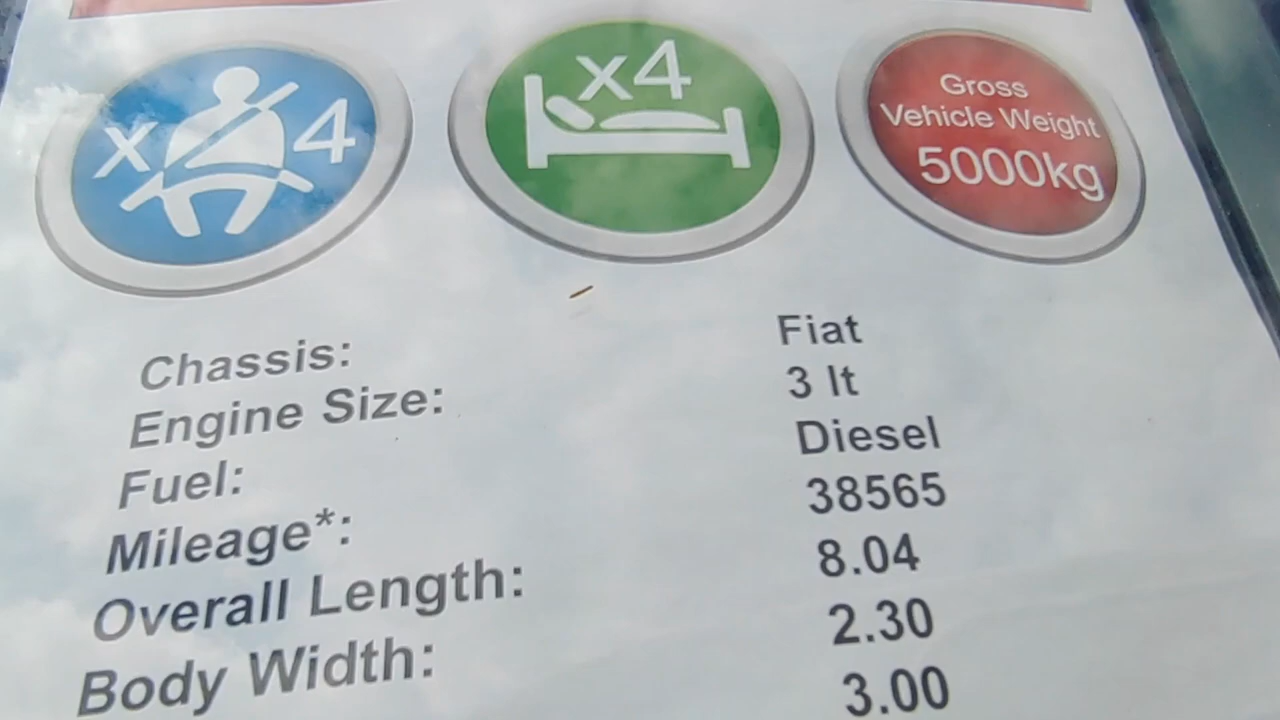 x 4
x4
Gross
Vehicle Weight
5000kg
Chassis: Fiat
Engine Size: 3 lt
Fuel: Diesel
Mileage*: 38565
Overall Length: 8.04
Body Width: 2.30
3.00